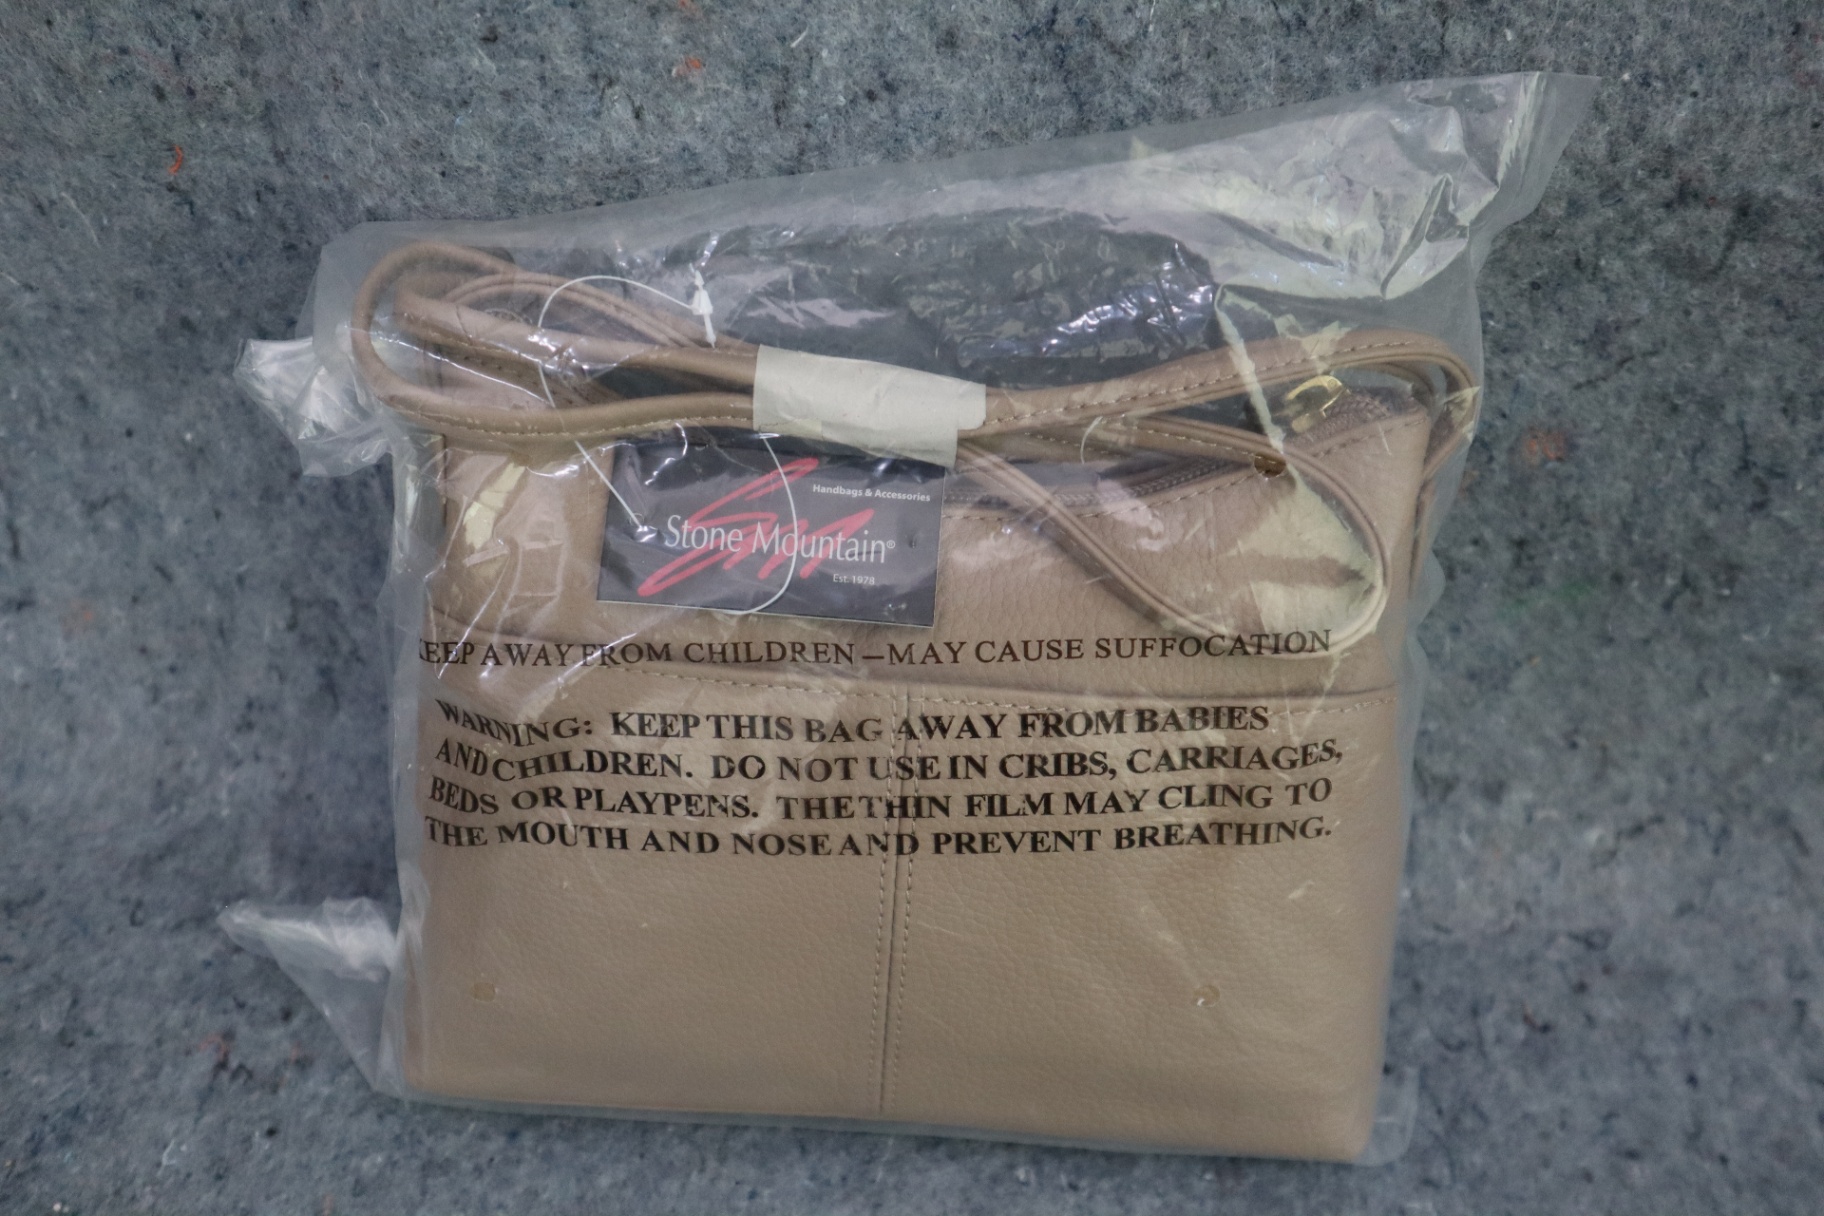 Handbags & Accessories
Stone Mountain®
Est. 1978
KEEP AWAY FROM CHILDREN – MAY CAUSE SUFFOCATION
WARNING: KEEP THIS BAG AWAY FROM BABIES
AND CHILDREN. DO NOT USE IN CRIBS, CARRIAGES,
BEDS OR PLAYPENS. THE THIN FILM MAY CLING TO
THE MOUTH AND NOSE AND PREVENT BREATHING.